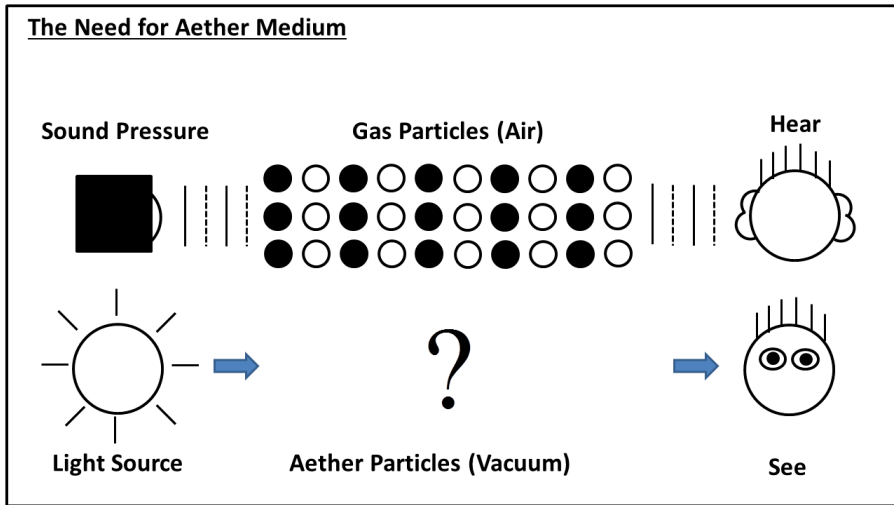 The Need for Aether Medium
Sound Pressure
Gas Particles (Air)
Hear
?
Light Source
Aether Particles (Vacuum)
See